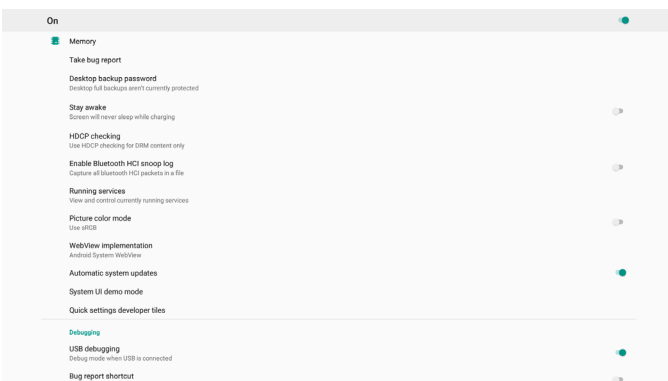 On
Memory
Take bug report
Desktop backup password
Desktop full backups aren't currently protected
Stay awake
Screen will never sleep while charging
HDCP checking
Use HDCP checking for DRM content only
Enable Bluetooth HCI snoop log
Capture all bluetooth HCI packets in a file
Running services
View and control currently running services
Picture color mode
Use sRGB
WebView implementation
Android System WebView
Automatic system updates
System UI demo mode
Quick settings developer tiles
Debugging
USB debugging
Debug mode when USB is connected
Bug report shortcut